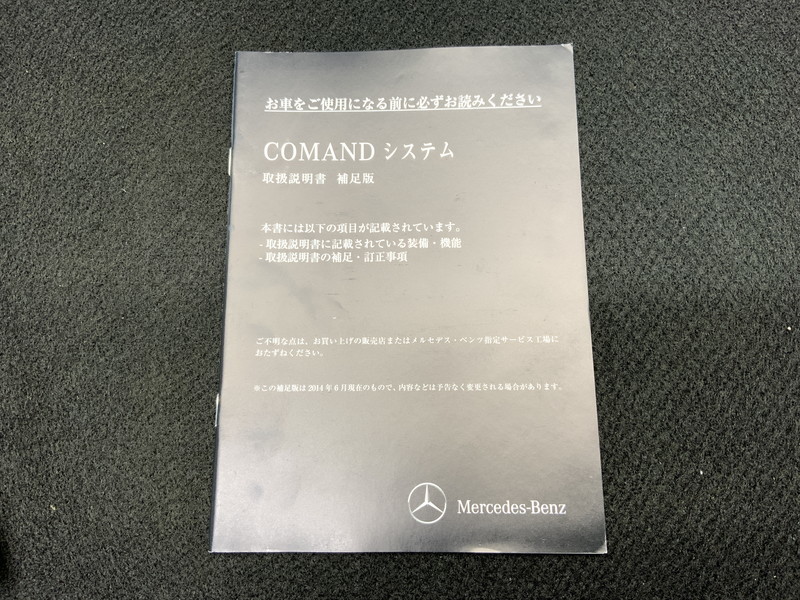 お車をご使用になる前に必ずお読みください
COMAND システム
取扱説明書 補足版
本書には以下の項目が記載されています。
- 取扱説明書に記載されている装備・機能
- 取扱説明書の補足・訂正事項
ご不明な点は、お買い上げの販売店またはメルセデス・ベンツ指定サービス工場に
おたずねください。
※この補足版は 2014 年 6 月現在のもので、内容などは予告なく変更される場合があります。
Mercedes-Benz